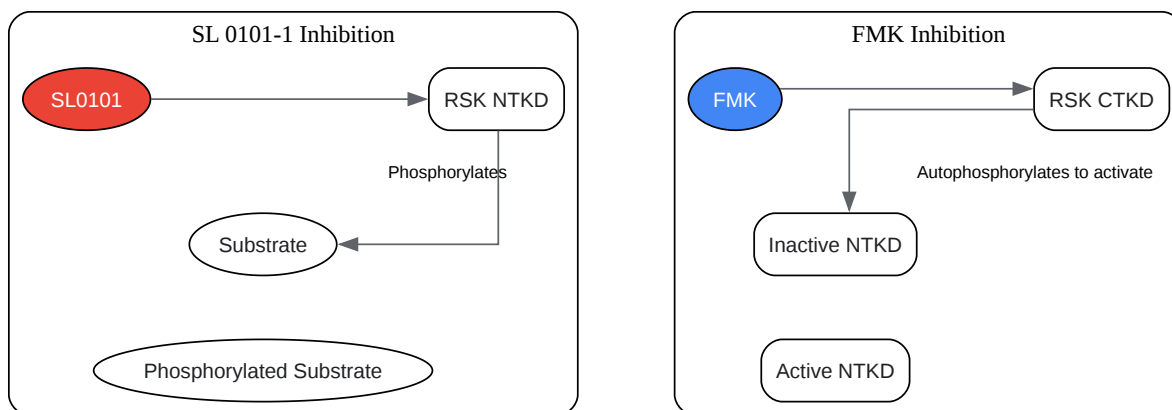 SL 0101-1 Inhibition
SL0101
RSK NTKD
Phosphorylates
Substrate
Phosphorylated Substrate
FMK Inhibition
FMK
RSK CTKD
Autophosphorylates to activate
Inactive NTKD
Active NTKD